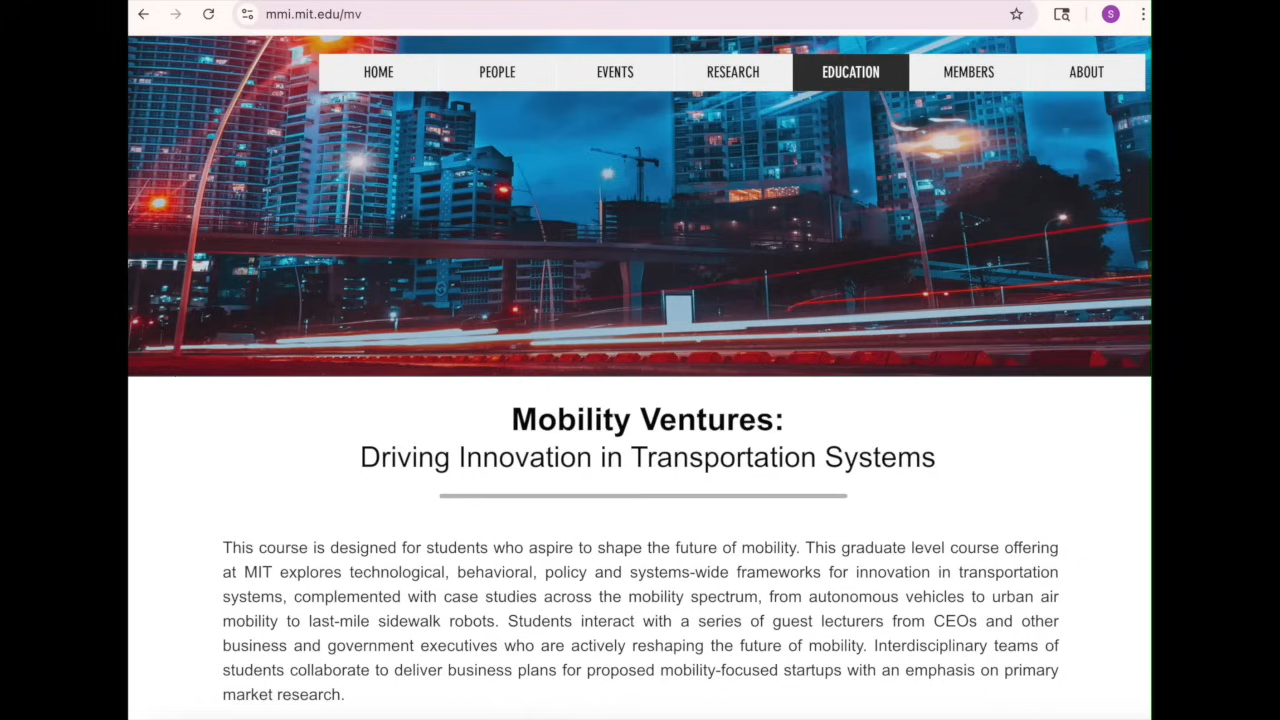 mmi.mit.edu/mv
S
HOME PEOPLE EVENTS RESEARCH EDUCATION MEMBERS ABOUT
Mobility Ventures:
Driving Innovation in Transportation Systems
This course is designed for students who aspire to shape the future of mobility. This graduate level course offering
at MIT explores technological, behavioral, policy and systems-wide frameworks for innovation in transportation
systems, complemented with case studies across the mobility spectrum, from autonomous vehicles to urban air
mobility to last-mile sidewalk robots. Students interact with a series of guest lecturers from CEOs and other
business and government executives who are actively reshaping the future of mobility. Interdisciplinary teams of
students collaborate to deliver business plans for proposed mobility-focused startups with an emphasis on primary
market research.